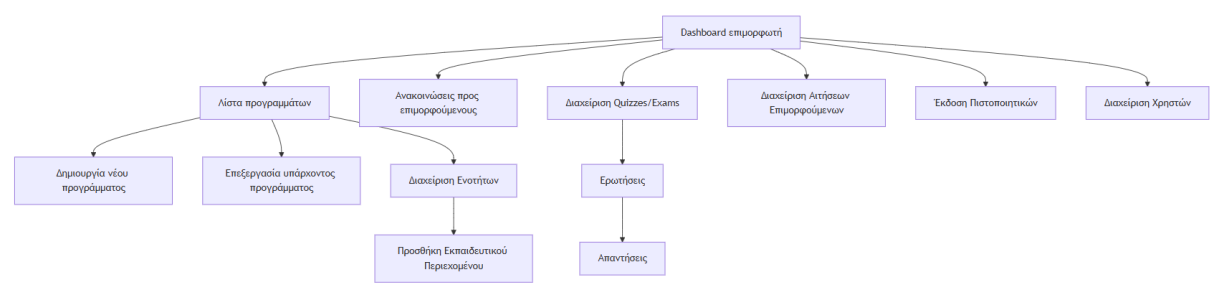 Dashboard επιμορφωτή
Λίστα προγραμμάτων
Ανακοινώσεις προς
επιμορφούμενους
Διαχείριση Quizzes/Exams
Διαχείριση Αιτήσεων
Επιμορφούμενων
Έκδοση Πιστοποιητικών
Διαχείριση Χρηστών
Δημιουργία νέου
προγράμματος
Επεξεργασία υπάρχοντος
προγράμματος
Διαχείριση Ενοτήτων
Ερωτήσεις
Προσθήκη Εκπαιδευτικού
Περιεχομένου
Απαντήσεις